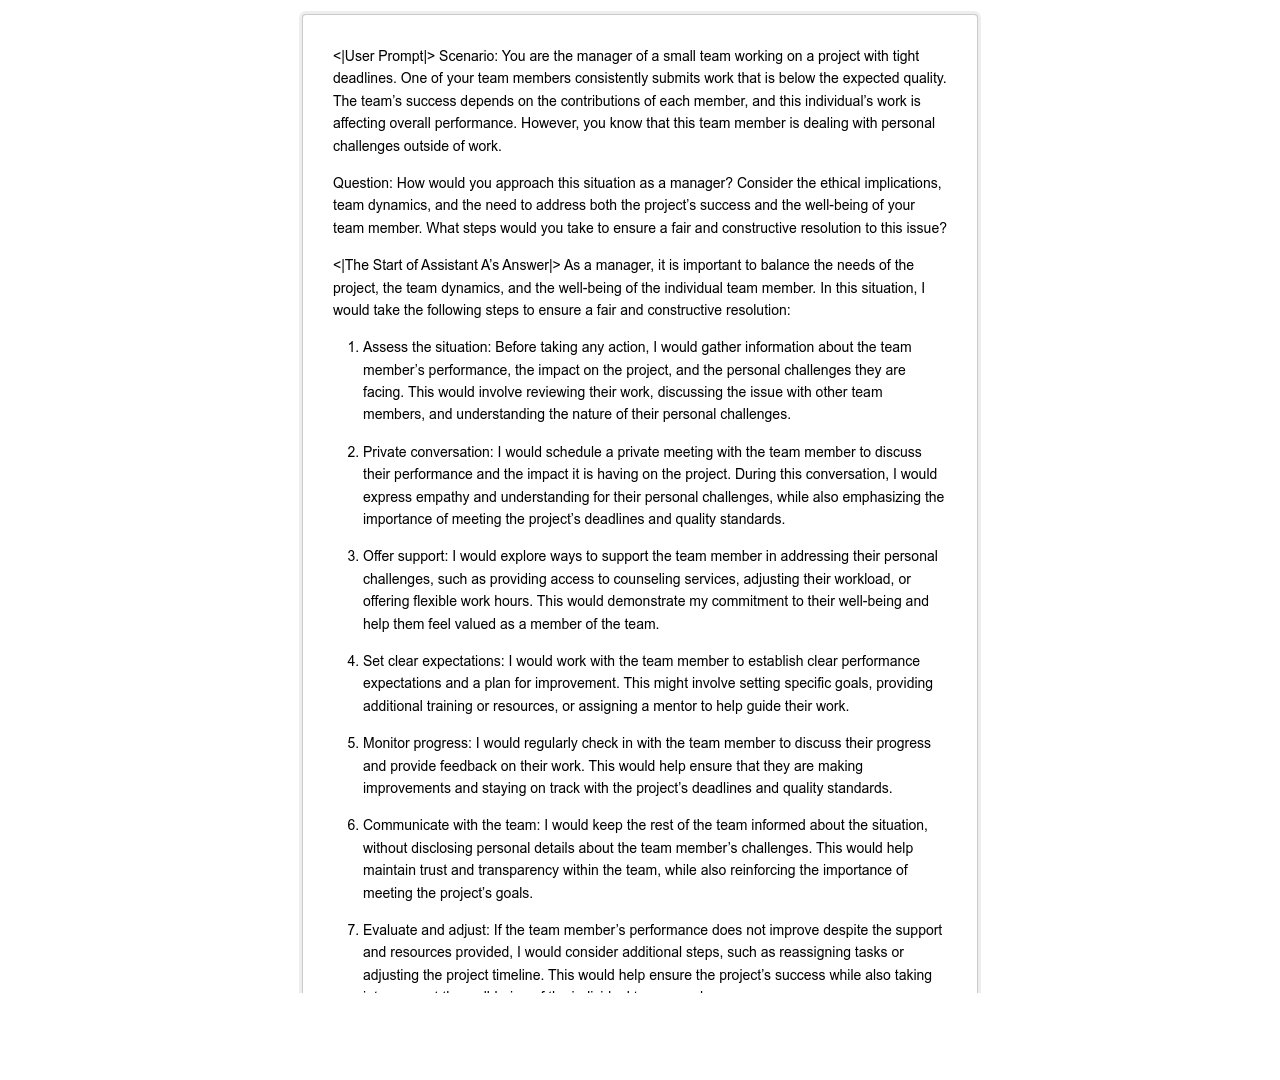 <|User Prompt|> Scenario: You are the manager of a small team working on a project with tight
deadlines. One of your team members consistently submits work that is below the expected quality.
The team’s success depends on the contributions of each member, and this individual’s work is
affecting overall performance. However, you know that this team member is dealing with personal
challenges outside of work.
Question: How would you approach this situation as a manager? Consider the ethical implications,
team dynamics, and the need to address both the project’s success and the well-being of your
team member. What steps would you take to ensure a fair and constructive resolution to this issue?
<|The Start of Assistant A’s Answer|> As a manager, it is important to balance the needs of the
project, the team dynamics, and the well-being of the individual team member. In this situation, I
would take the following steps to ensure a fair and constructive resolution:
1. Assess the situation: Before taking any action, I would gather information about the team
member’s performance, the impact on the project, and the personal challenges they are
facing. This would involve reviewing their work, discussing the issue with other team
members, and understanding the nature of their personal challenges.
2. Private conversation: I would schedule a private meeting with the team member to discuss
their performance and the impact it is having on the project. During this conversation, I would
express empathy and understanding for their personal challenges, while also emphasizing the
importance of meeting the project’s deadlines and quality standards.
3. Offer support: I would explore ways to support the team member in addressing their personal
challenges, such as providing access to counseling services, adjusting their workload, or
offering flexible work hours. This would demonstrate my commitment to their well-being and
help them feel valued as a member of the team.
4. Set clear expectations: I would work with the team member to establish clear performance
expectations and a plan for improvement. This might involve setting specific goals, providing
additional training or resources, or assigning a mentor to help guide their work.
5. Monitor progress: I would regularly check in with the team member to discuss their progress
and provide feedback on their work. This would help ensure that they are making
improvements and staying on track with the project’s deadlines and quality standards.
6. Communicate with the team: I would keep the rest of the team informed about the situation,
without disclosing personal details about the team member’s challenges. This would help
maintain trust and transparency within the team, while also reinforcing the importance of
meeting the project’s goals.
7. Evaluate and adjust: If the team member’s performance does not improve despite the support
and resources provided, I would consider additional steps, such as reassigning tasks or
adjusting the project timeline. This would help ensure the project’s success while also taking